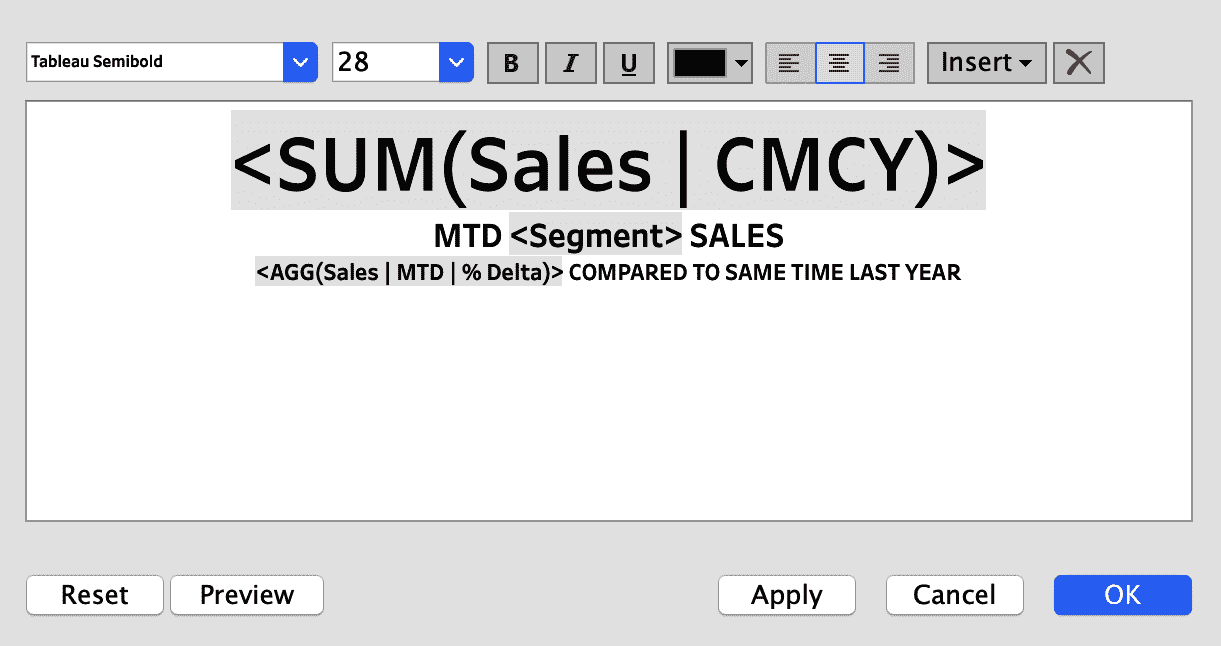 Tableau Semibold 28 B I U Insert
<SUM(Sales | CMCY)>
MTD <Segment> SALES
<AGG(Sales | MTD | % Delta)> COMPARED TO SAME TIME LAST YEAR
Reset Preview Apply Cancel OK